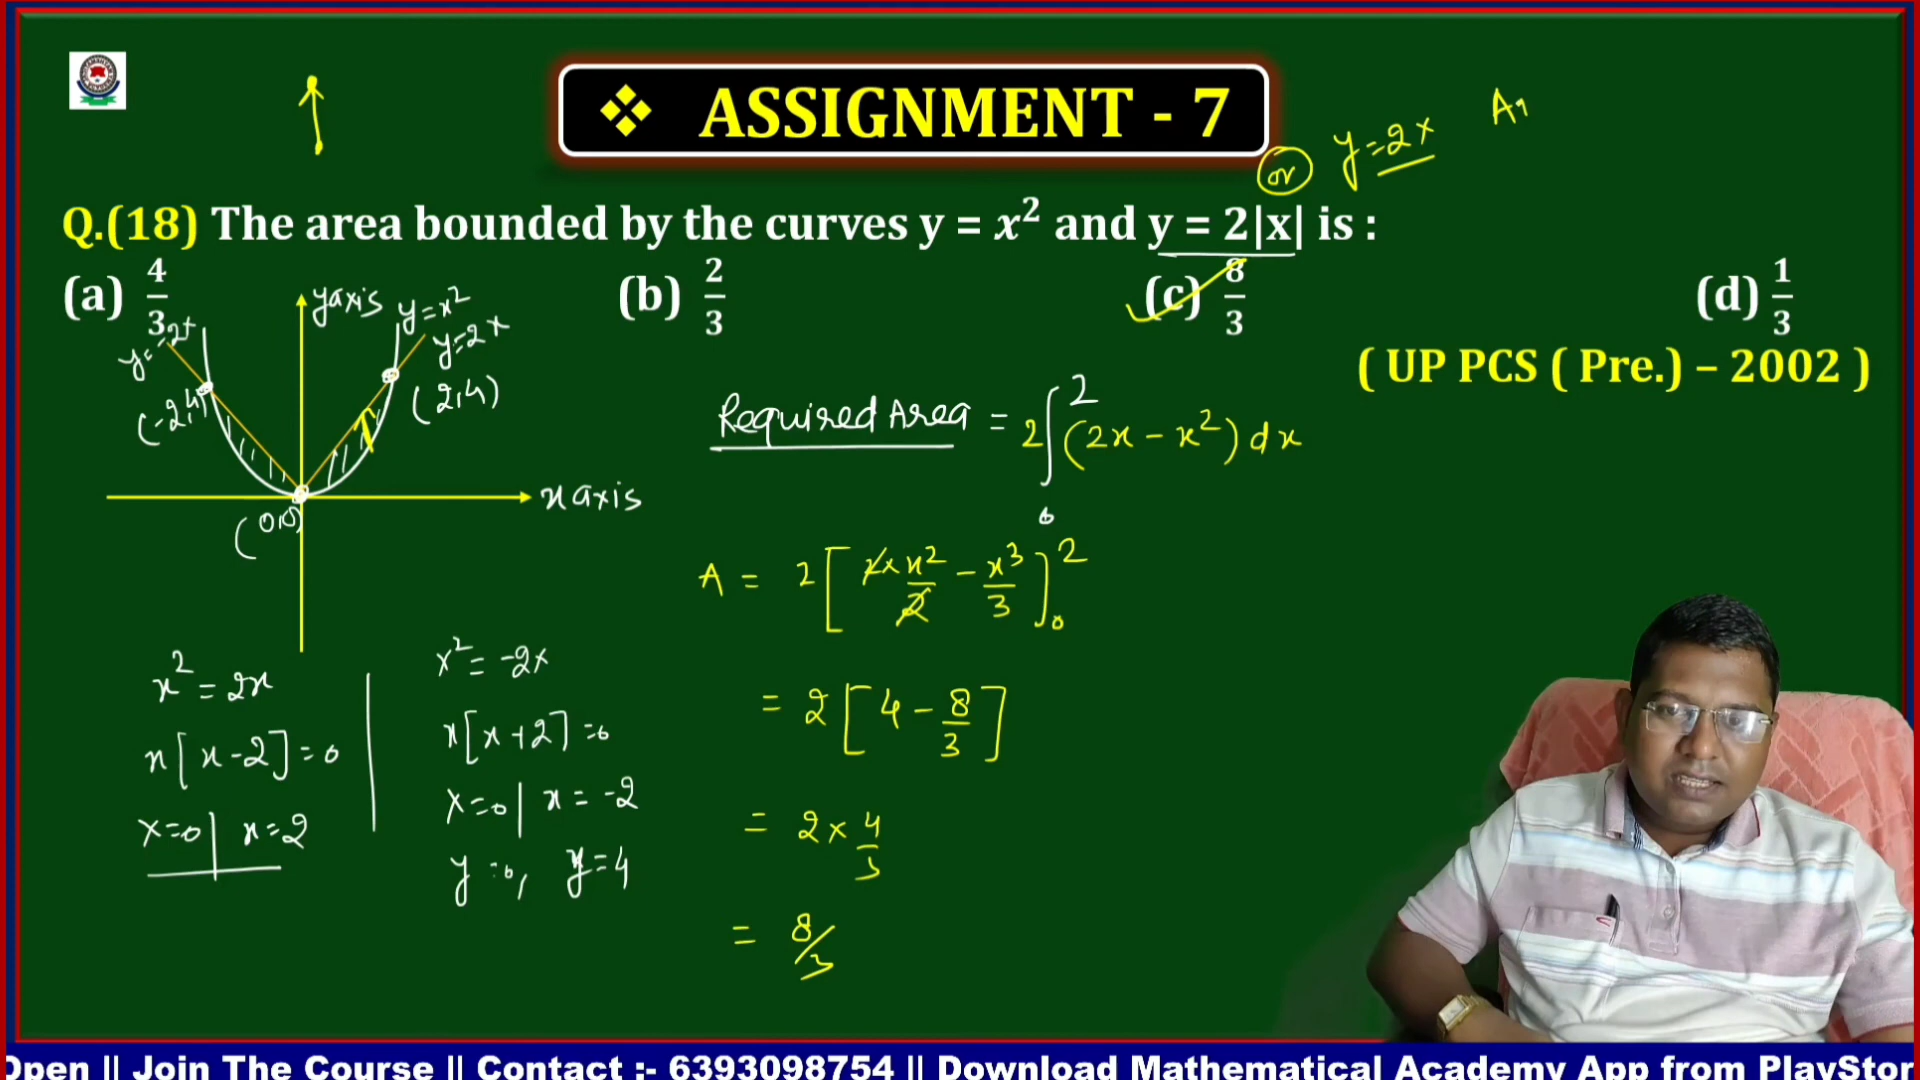 ❖ ASSIGNMENT - 7
or y=2x
Q.(18) The area bounded by the curves y = x² and y = 2|x| is :
(a) 4/3 (b) 2/3 (c) 8/3 (d) 1/3
( UP PCS ( Pre.) – 2002 )
y axis
y=x²
y=-2x
y=2x
(-2,4)
(2,4)
x axis
(0,0)
Required Area = 2∫₀² (2x - x²) dx
A = 2[2 × x²/2 - x³/3]₀²
= 2[4 - 8/3]
= 2 × 4/3
= 8/3
x² = 2x
x[x-2]=0
x=0 | x=2
x² = -2x
x[x+2]=0
x=0 | x=-2
y=0, y=4
Open || Join The Course || Contact :- 6393098754 || Download Mathematical Academy App from PlayStor